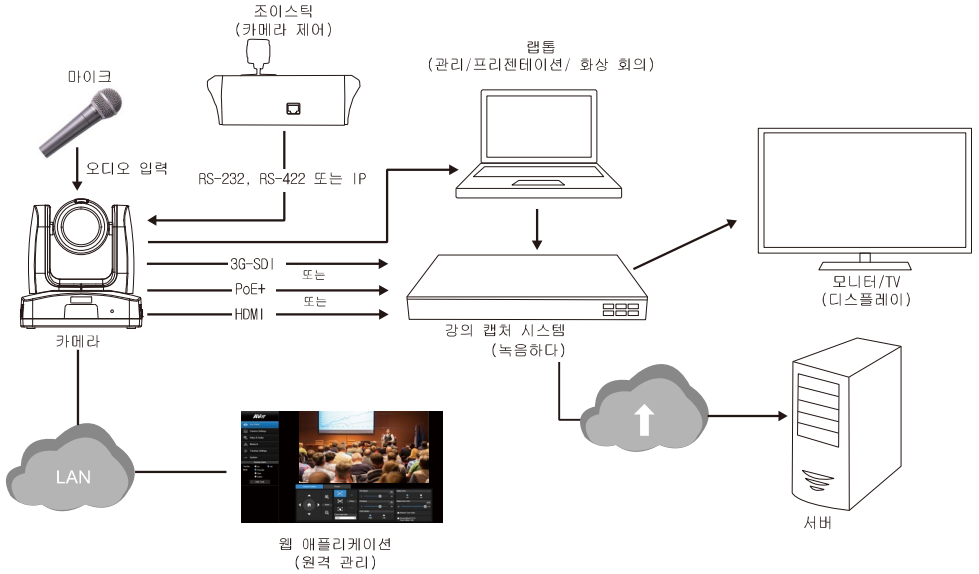 조이스틱
(카메라 제어)
랩톱
(관리/프리젠테이션/ 화상 회의)
마이크
오디오 입력
RS-232, RS-422 또는 IP
3G-SDI
또는
PoE+
또는
HDMI
카메라
강의 캡처 시스템
(녹음하다)
모니터/TV
(디스플레이)
LAN
AVer
웹 애플리케이션
(원격 관리)
서버